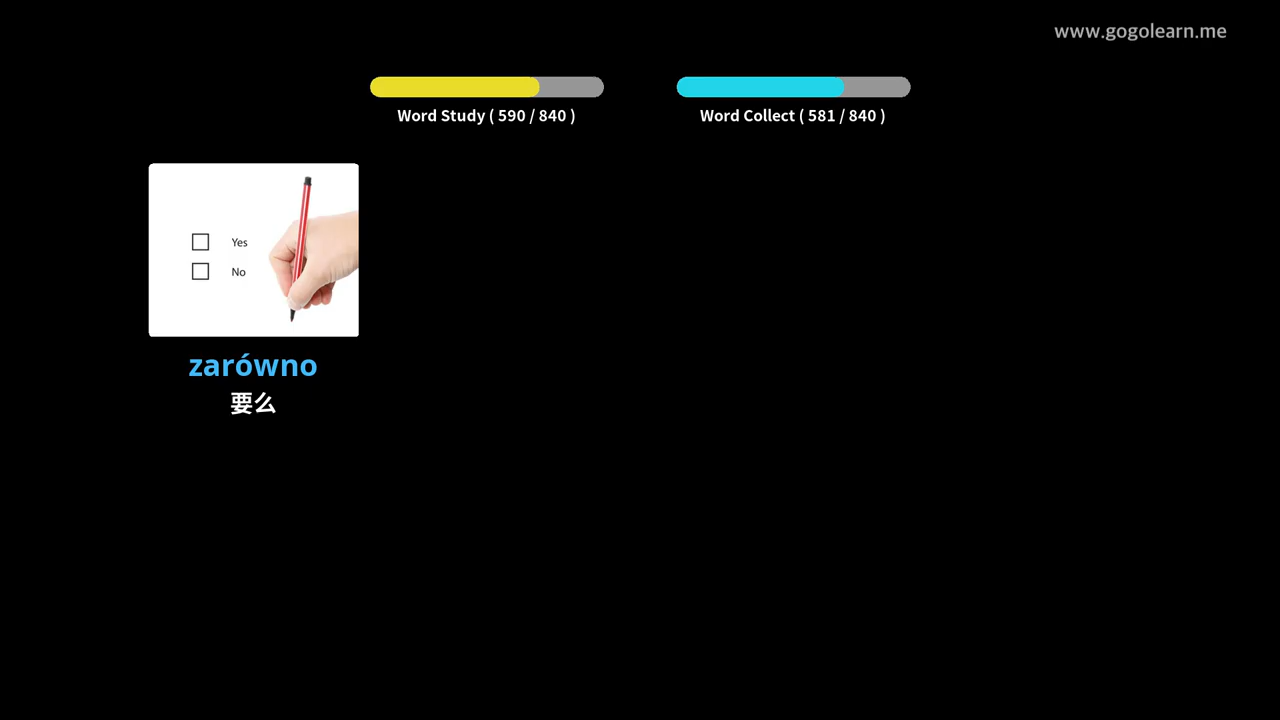 www.gogolearn.me
Word Study ( 590 / 840 )
Word Collect ( 581 / 840 )
Yes
No
zarówno
要么